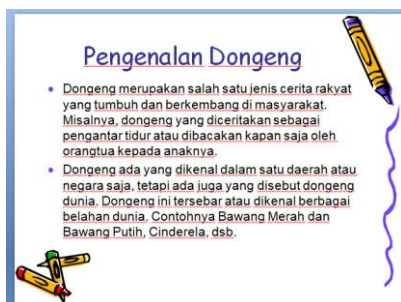 Pengenalan Dongeng
• Dongeng merupakan salah satu jenis cerita rakyat
yang tumbuh dan berkembang di masyarakat.
Misalnya, dongeng yang diceritakan sebagai
pengantar tidur atau dibacakan kapan saja oleh
orangtua kepada anaknya.
• Dongeng ada yang dikenal dalam satu daerah atau
negara saja, tetapi ada juga yang disebut dongeng
dunia. Dongeng ini tersebar atau dikenal berbagai
belahan dunia. Contohnya Bawang Merah dan
Bawang Putih, Cinderela, dsb.